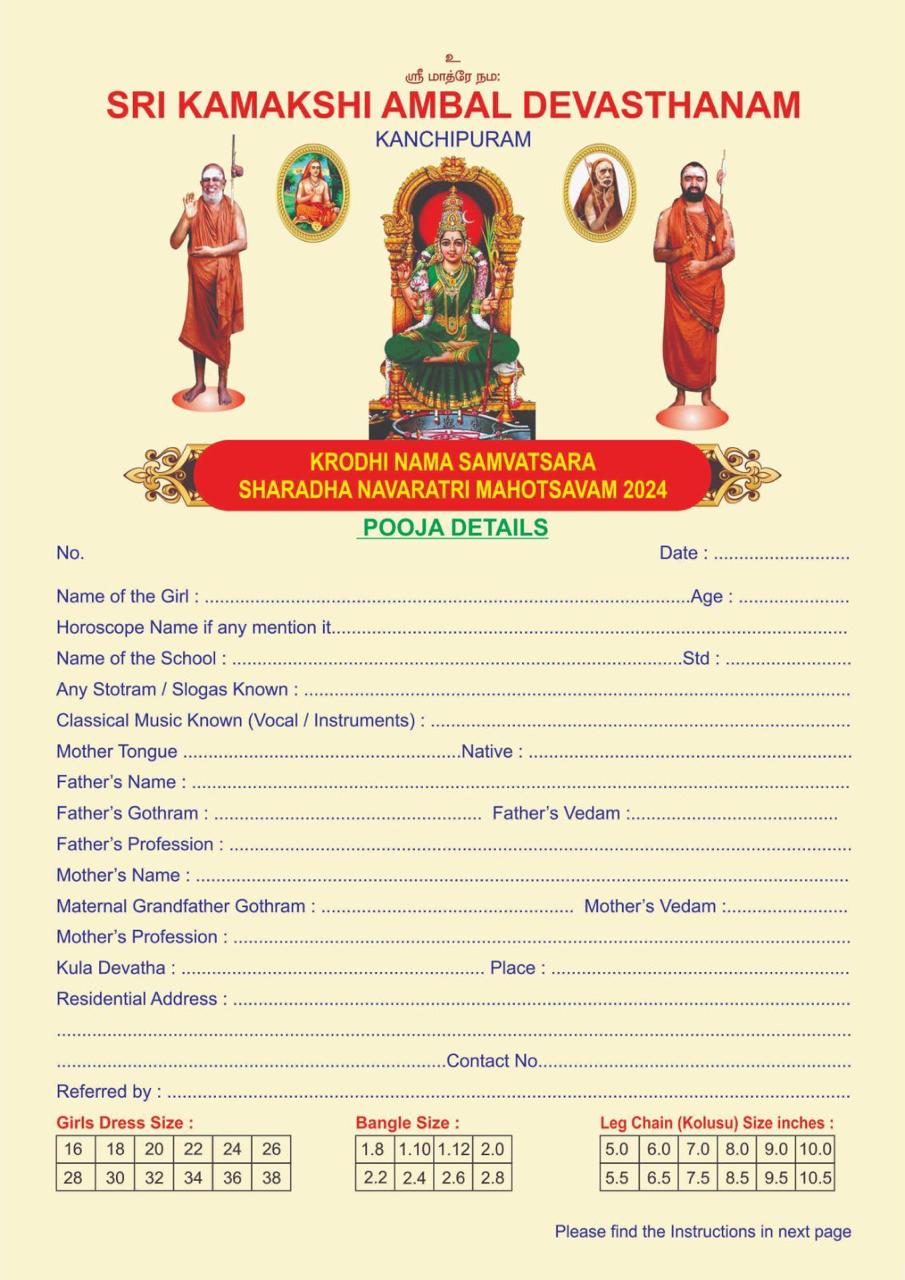 உ
ஸ்ரீ மாத்ரே நம:
SRI KAMAKSHI AMBAL DEVASTHANAM
KANCHIPURAM
KRODHI NAMA SAMVATSARA
SHARADHA NAVARATRI MAHOTSAVAM 2024
POOJA DETAILS
No. Date : ...........................
Name of the Girl : .....................................................................................Age : ......................
Horoscope Name if any mention it...........................................................................................
Name of the School : ...............................................................................Std : .........................
Any Stotram / Slogas Known : ................................................................................................
Classical Music Known (Vocal / Instruments) : ..........................................................................
Mother Tongue .................................................Native : .........................................................
Father’s Name : ....................................................................................................................
Father’s Gothram : ............................................... Father’s Vedam :.....................................
Father’s Profession : .............................................................................................................
Mother’s Name : ...................................................................................................................
Maternal Grandfather Gothram : ............................................ Mother’s Vedam :.....................
Mother’s Profession : ............................................................................................................
Kula Devatha : ..................................................... Place : .....................................................
Residential Address : ............................................................................................................
............................................................................................................................................
.....................................................................Contact No.......................................................
Referred by : ........................................................................................................................
Girls Dress Size :
16 18 20 22 24 26
28 30 32 34 36 38
Bangle Size :
1.8 1.10 1.12 2.0
2.2 2.4 2.6 2.8
Leg Chain (Kolusu) Size inches :
5.0 6.0 7.0 8.0 9.0 10.0
5.5 6.5 7.5 8.5 9.5 10.5
Please find the Instructions in next page